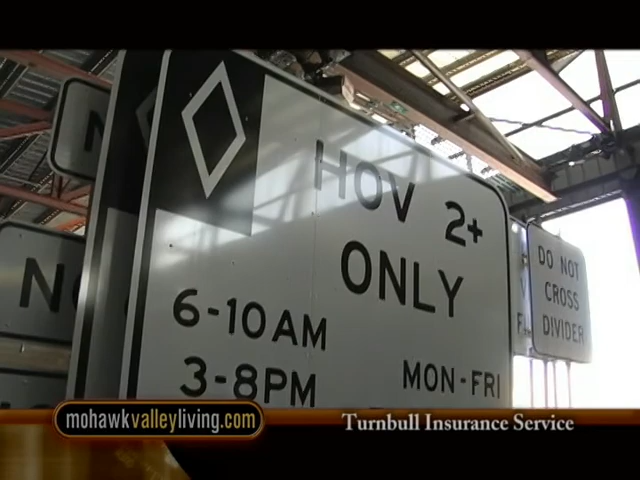 HOV 2+
ONLY
6-10AM
3-8PM MON-FRI
DO NOT
CROSS
DIVIDER
N
mohawkvalleyliving.com
Turnbull Insurance Service